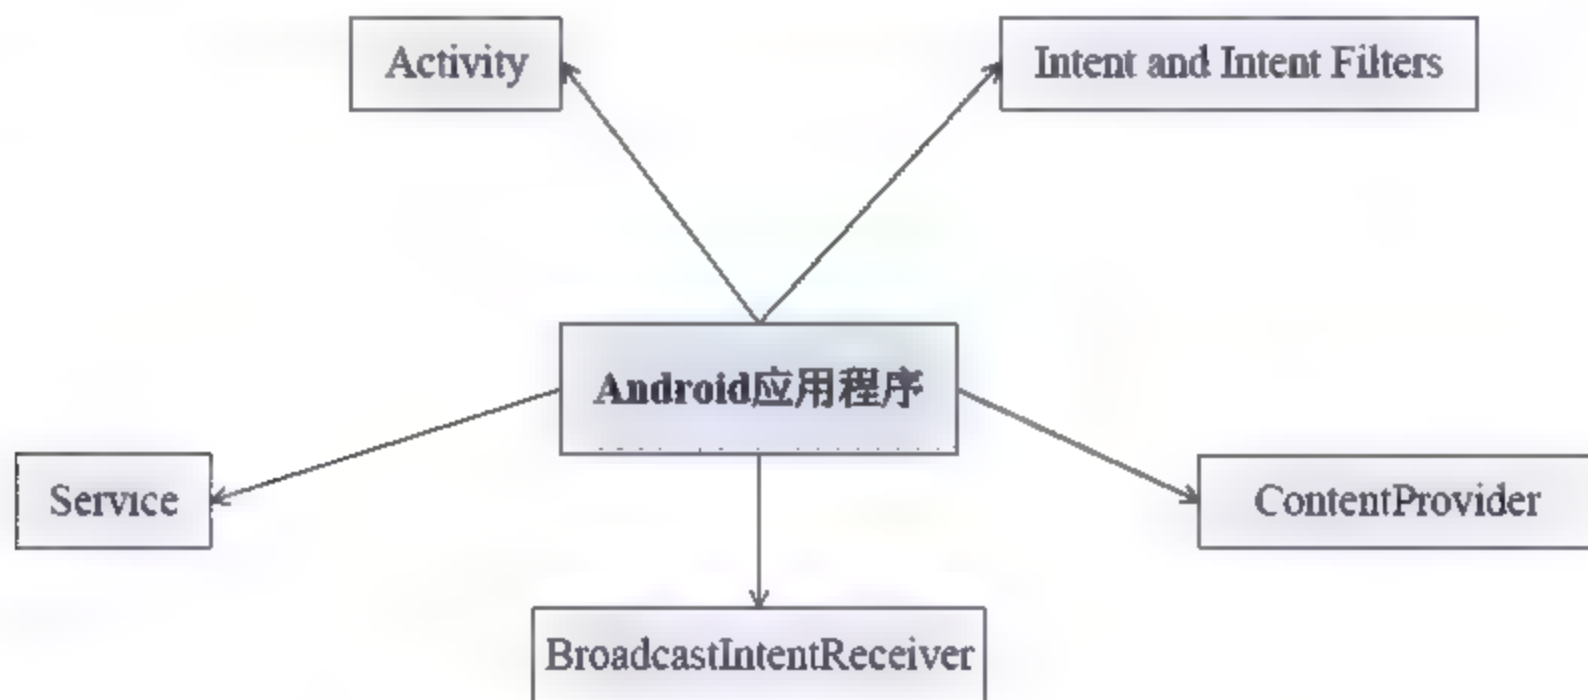 Activity
Intent and Intent Filters
Android应用程序
Service
ContentProvider
BroadcastIntentReceiver